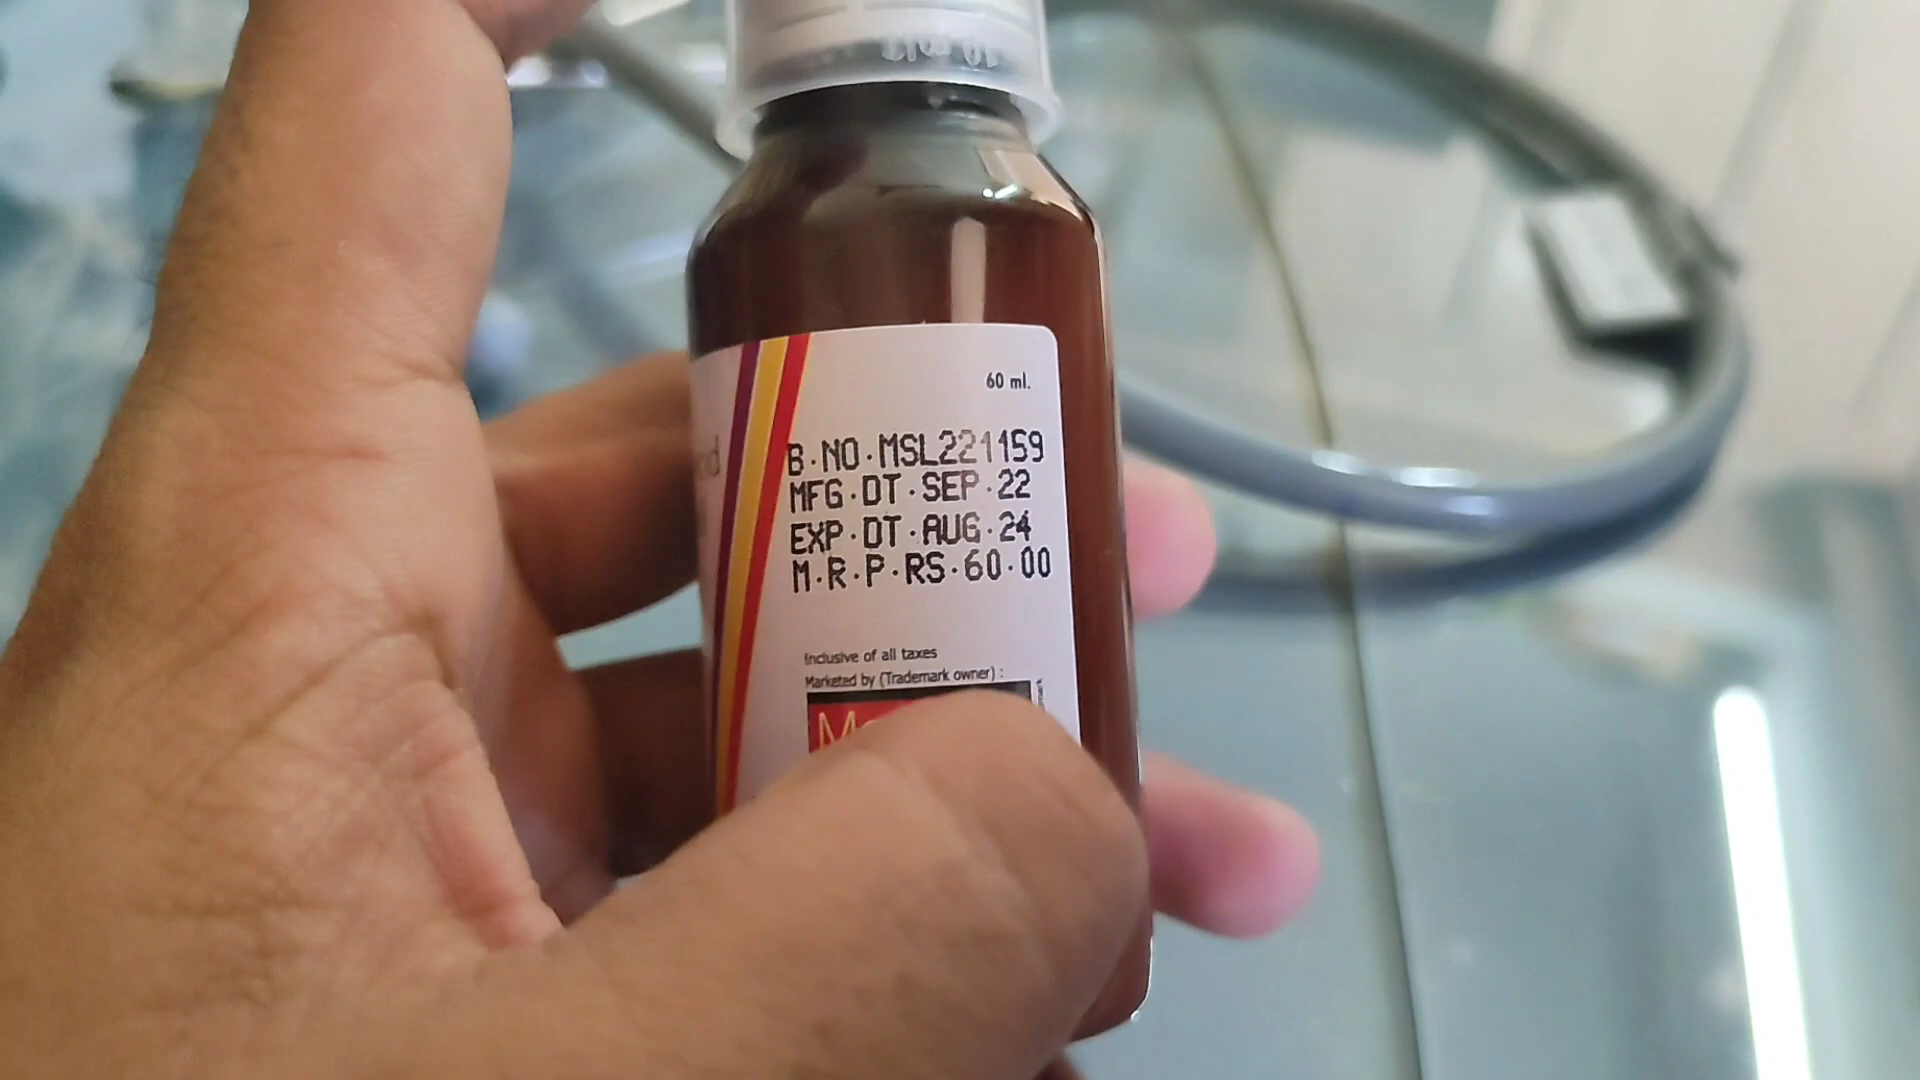 60 ml.
B.NO.MSL221159
MFG.DT.SEP.22
EXP.DT.AUG.24
M.R.P.RS.60.00
Inclusive of all taxes
Marketed by (Trademark owner) :